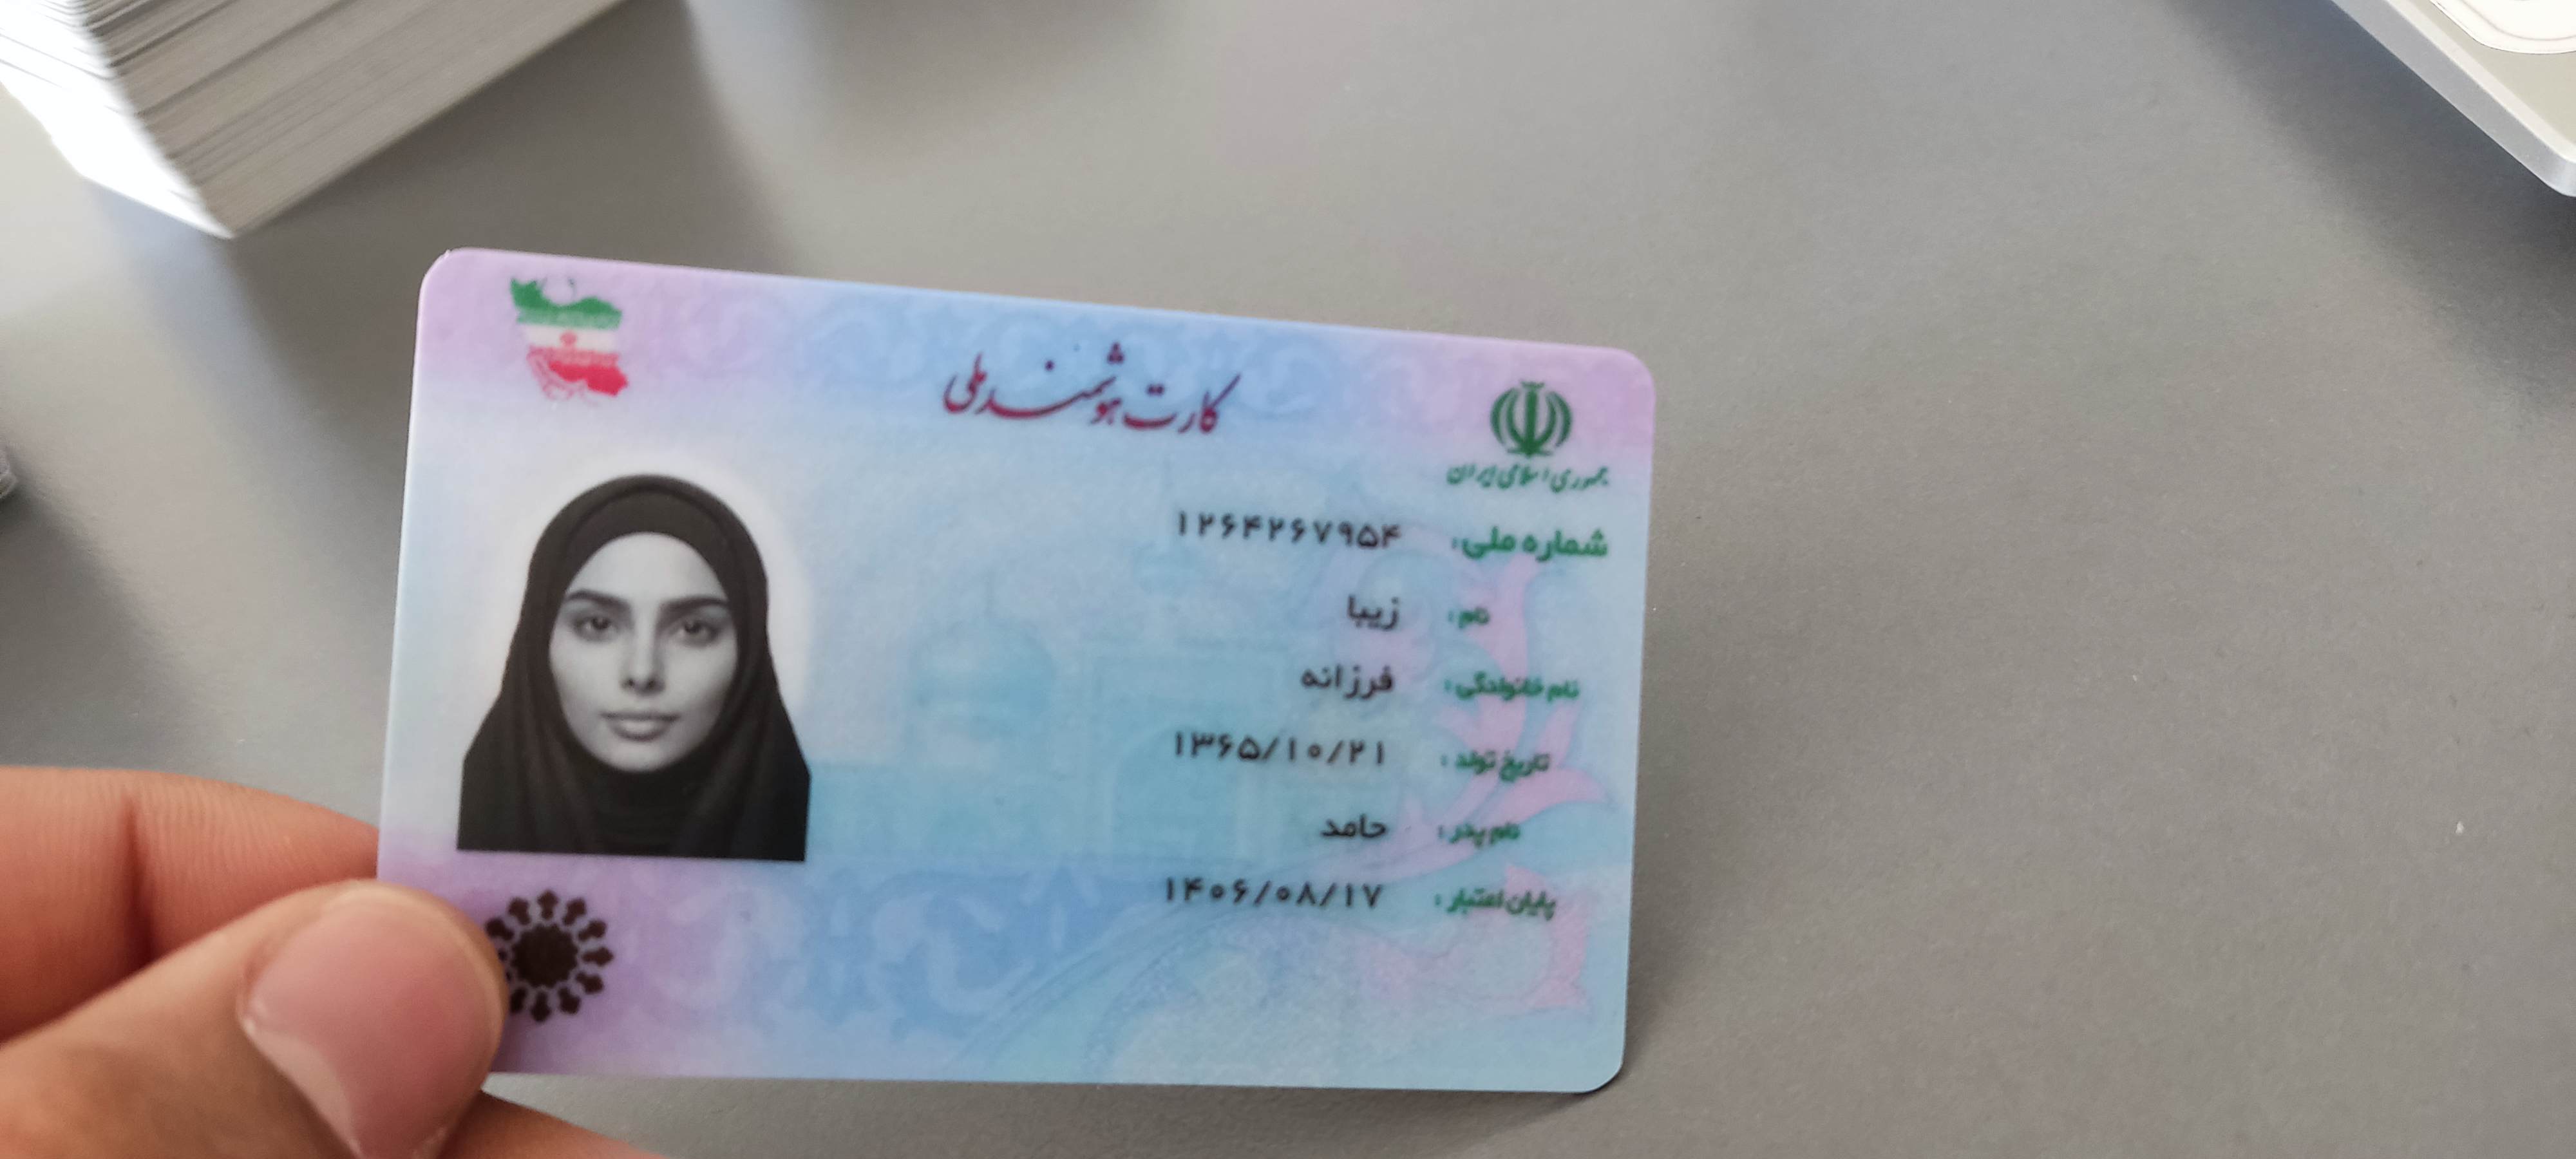 کارت هوشمند ملی
جمهوری اسلامی ایران
شماره ملی: ۱۲۶۴۲۶۷۹۵۴
نام: زیبا
نام خانوادگی: فرزانه
تاریخ تولد: ۱۳۶۵/۱۰/۲۱
نام پدر: حامد
پایان اعتبار: ۱۴۰۶/۰۸/۱۷